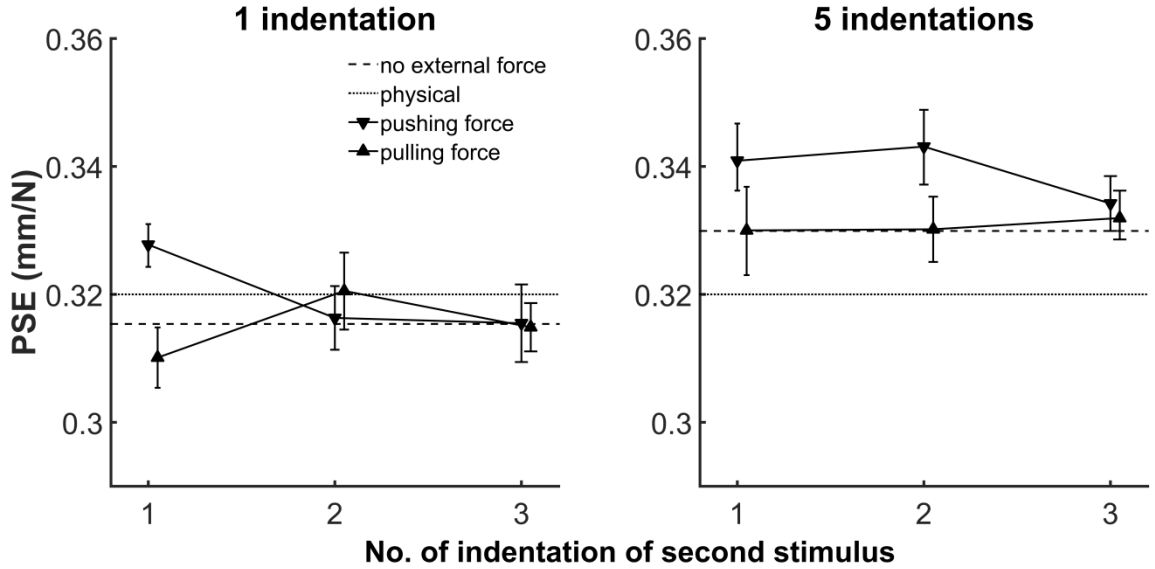 1 indentation
5 indentations
0.36
0.34
0.32
0.3
PSE (mm/N)
no external force
physical
pushing force
pulling force
1 2 3
0.36
0.34
0.32
0.3
1 2 3
No. of indentation of second stimulus